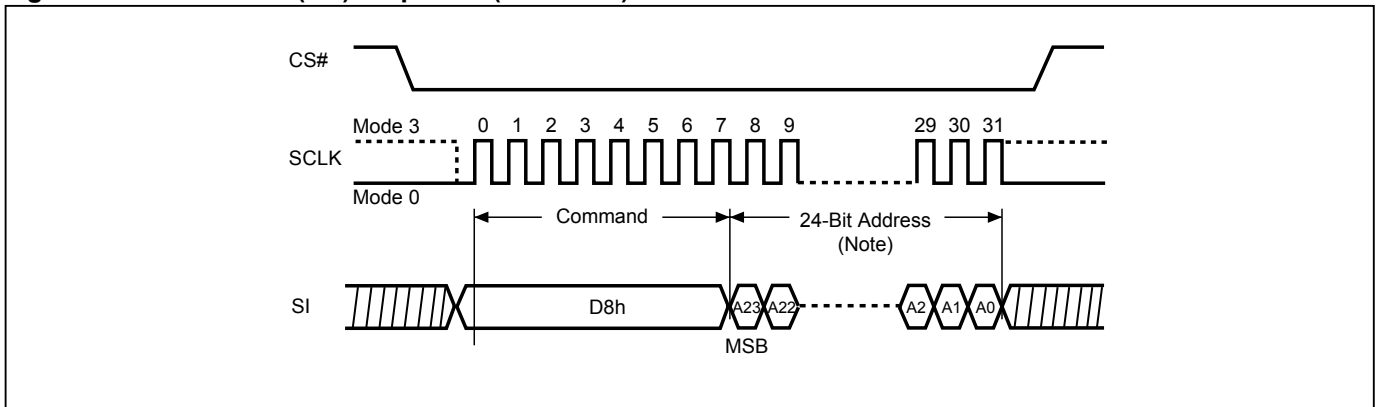 CS#
Mode 3
0 1 2 3 4 5 6 7 8 9 29 30 31
SCLK
Mode 0
Command
24-Bit Address
(Note)
SI
D8h
A23 A22 A2 A1 A0
MSB